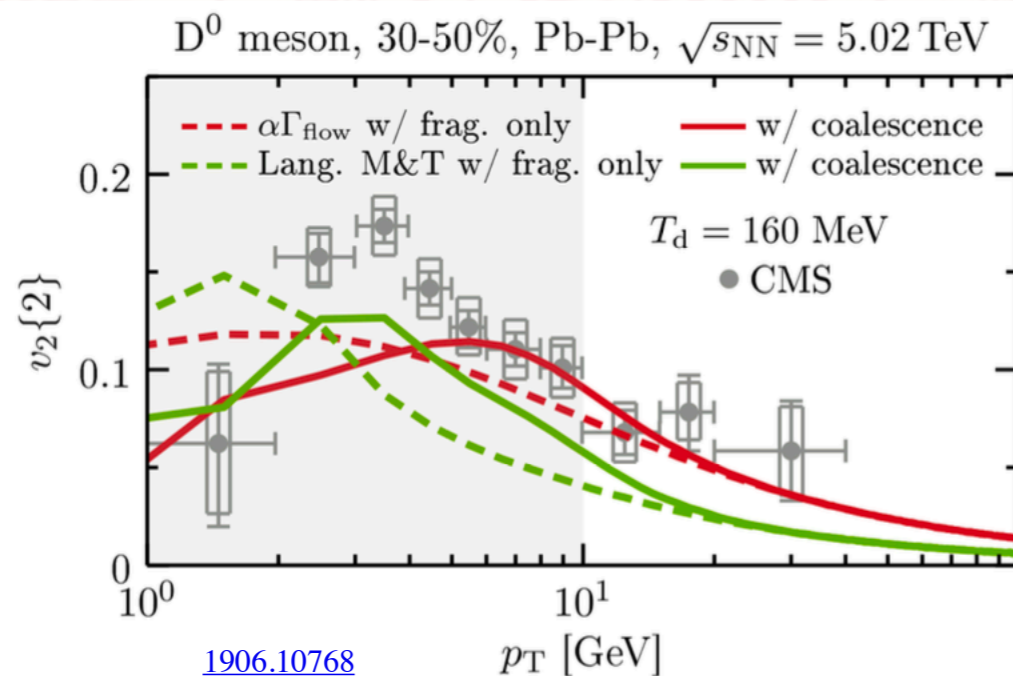 D⁰ meson, 30-50%, Pb-Pb, √sNN = 5.02 TeV
αΓflow w/ frag. only
w/ coalescence
Lang. M&T w/ frag. only
w/ coalescence
Td = 160 MeV
CMS
v₂{2}
0.2
0.1
0
10⁰
10¹
pT [GeV]
1906.10768